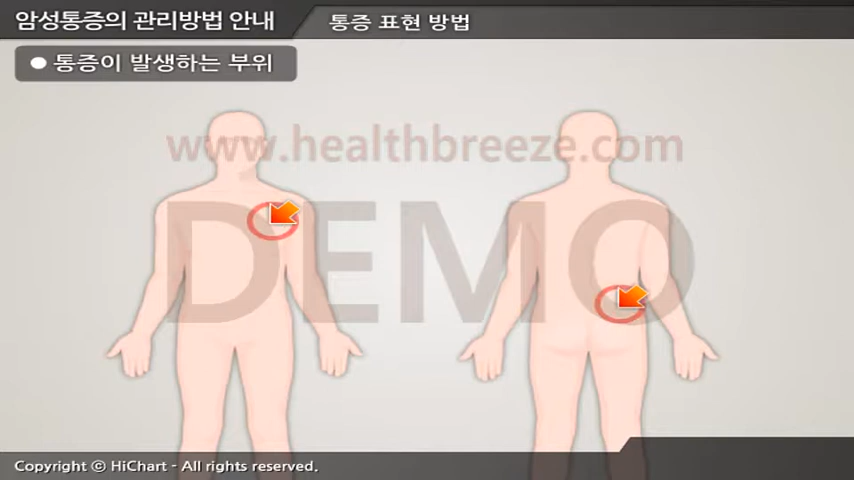 암성통증의 관리방법 안내
통증 표현 방법
● 통증이 발생하는 부위
www.healthbreeze.com
DEMO
Copyright ⓒ HiChart - All rights reserved.